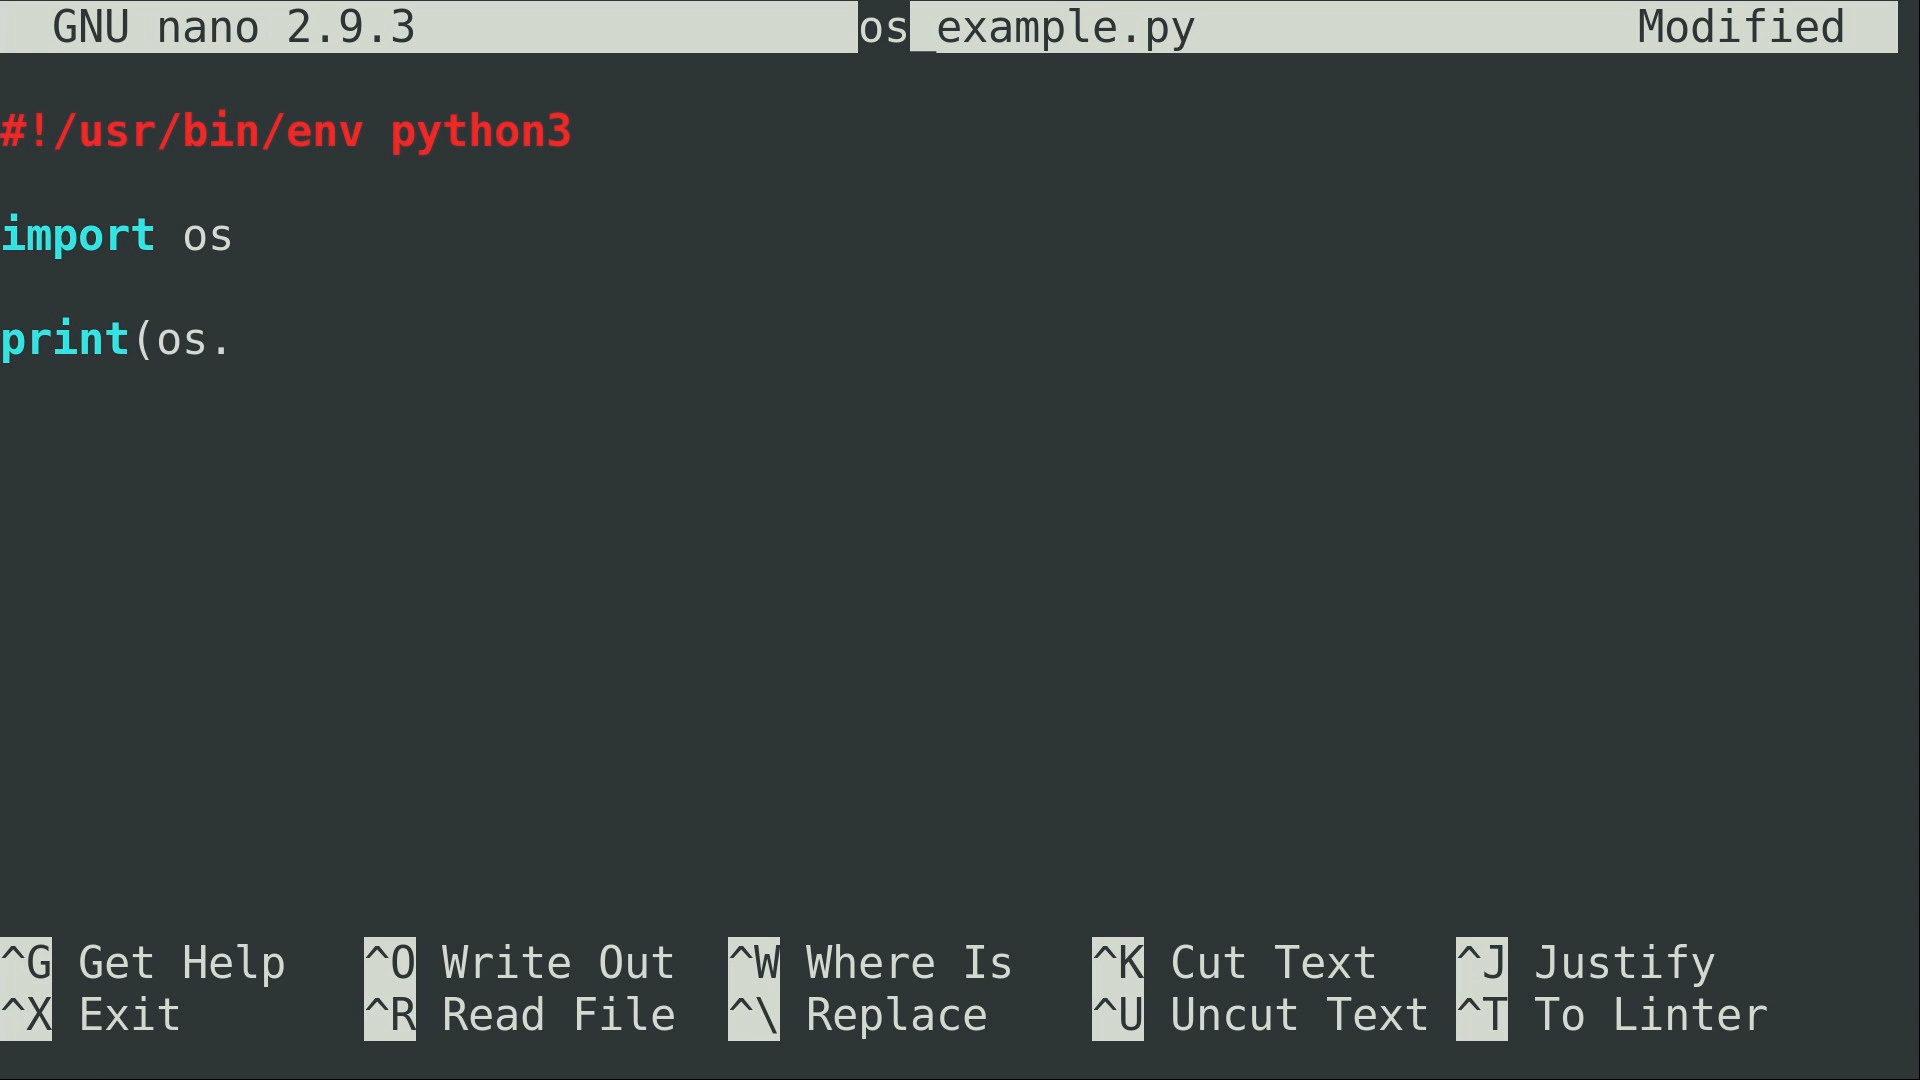 GNU nano 2.9.3 os_example.py Modified
#!/usr/bin/env python3
import os
print(os.
^G Get Help ^O Write Out ^W Where Is ^K Cut Text ^J Justify
^X Exit ^R Read File ^\ Replace ^U Uncut Text ^T To Linter